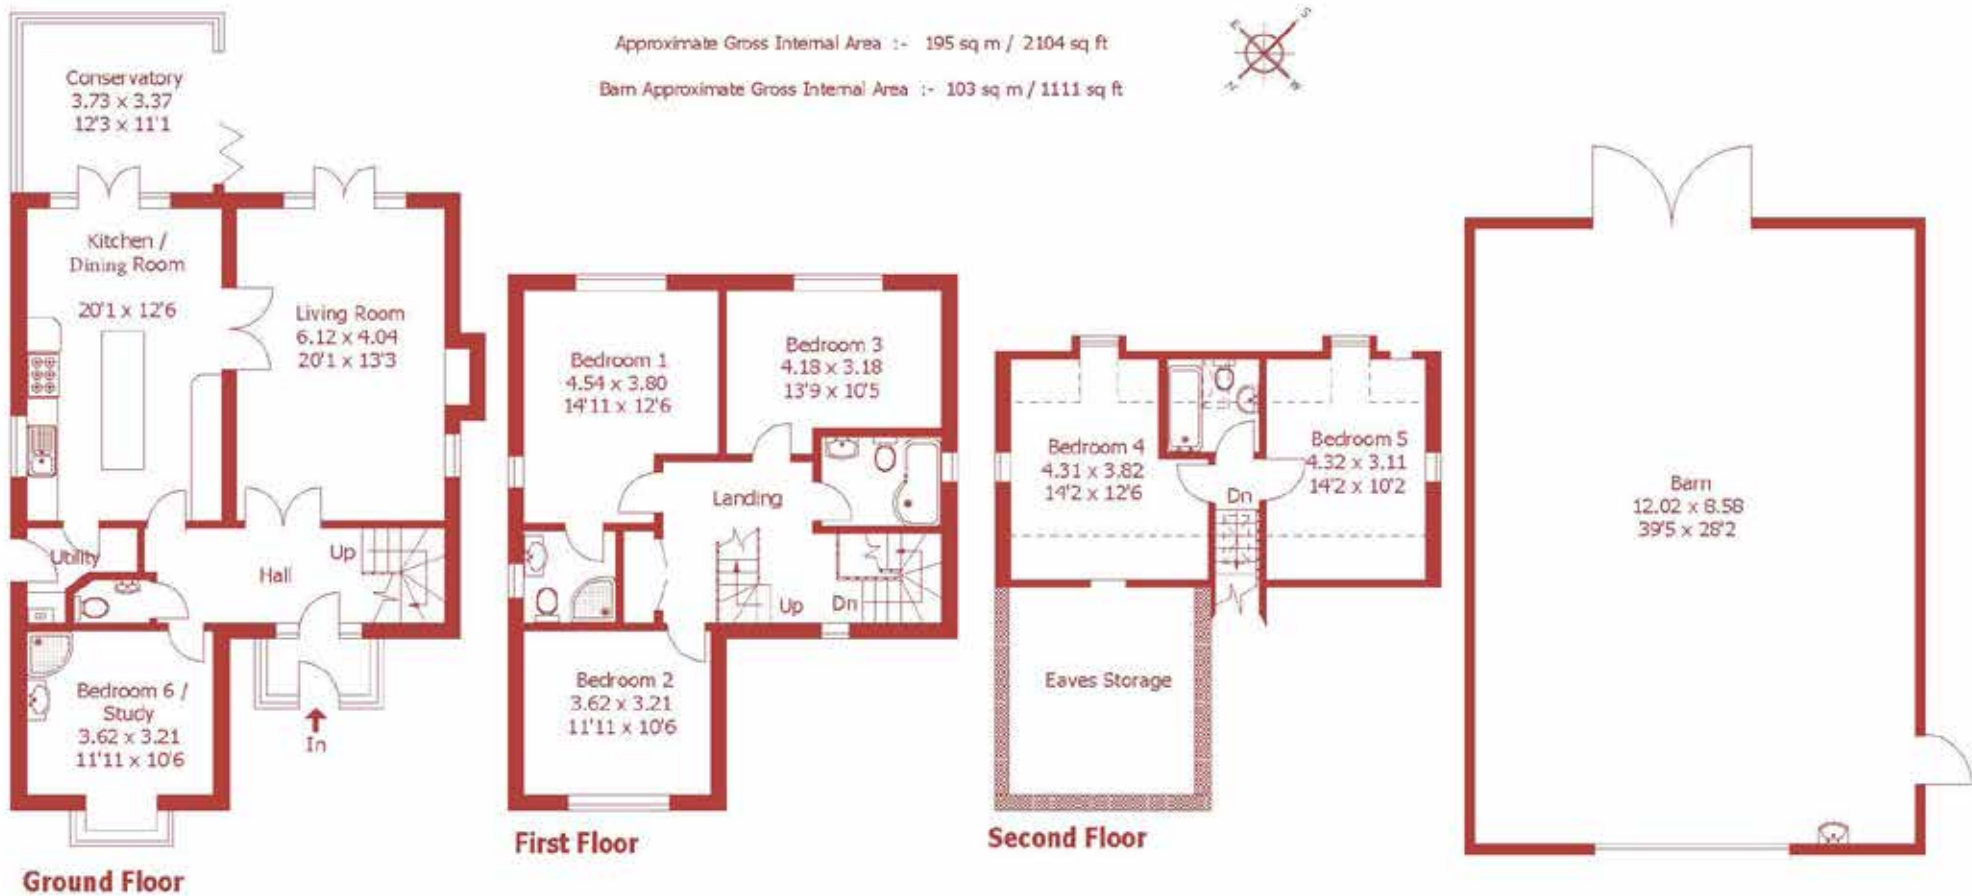 Approximate Gross Internal Area :- 195 sq m / 2104 sq ft
Barn Approximate Gross Internal Area :- 103 sq m / 1111 sq ft
S
E
N
W
Conservatory
3.73 x 3.37
12'3 x 11'1
Kitchen /
Dining Room
20'1 x 12'6
Living Room
6.12 x 4.04
20'1 x 13'3
Utility
Hall
Up
Bedroom 6 /
Study
3.62 x 3.21
11'11 x 10'6
In
Ground Floor
Bedroom 1
4.54 x 3.80
14'11 x 12'6
Bedroom 3
4.18 x 3.18
13'9 x 10'5
Landing
Up
Dn
Bedroom 2
3.62 x 3.21
11'11 x 10'6
First Floor
Bedroom 4
4.31 x 3.82
14'2 x 12'6
Dn
Bedroom 5
4.32 x 3.11
14'2 x 10'2
Eaves Storage
Second Floor
Barn
12.02 x 8.58
39'5 x 28'2